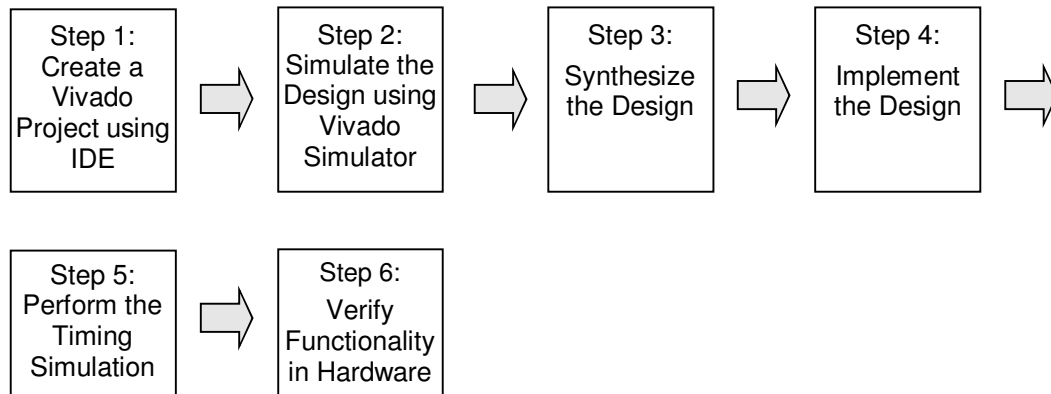 Step 1:
Create a
Vivado
Project using
IDE
Step 2:
Simulate the
Design using
Vivado
Simulator
Step 3:
Synthesize
the Design
Step 4:
Implement
the Design
Step 5:
Perform the
Timing
Simulation
Step 6:
Verify
Functionality
in Hardware